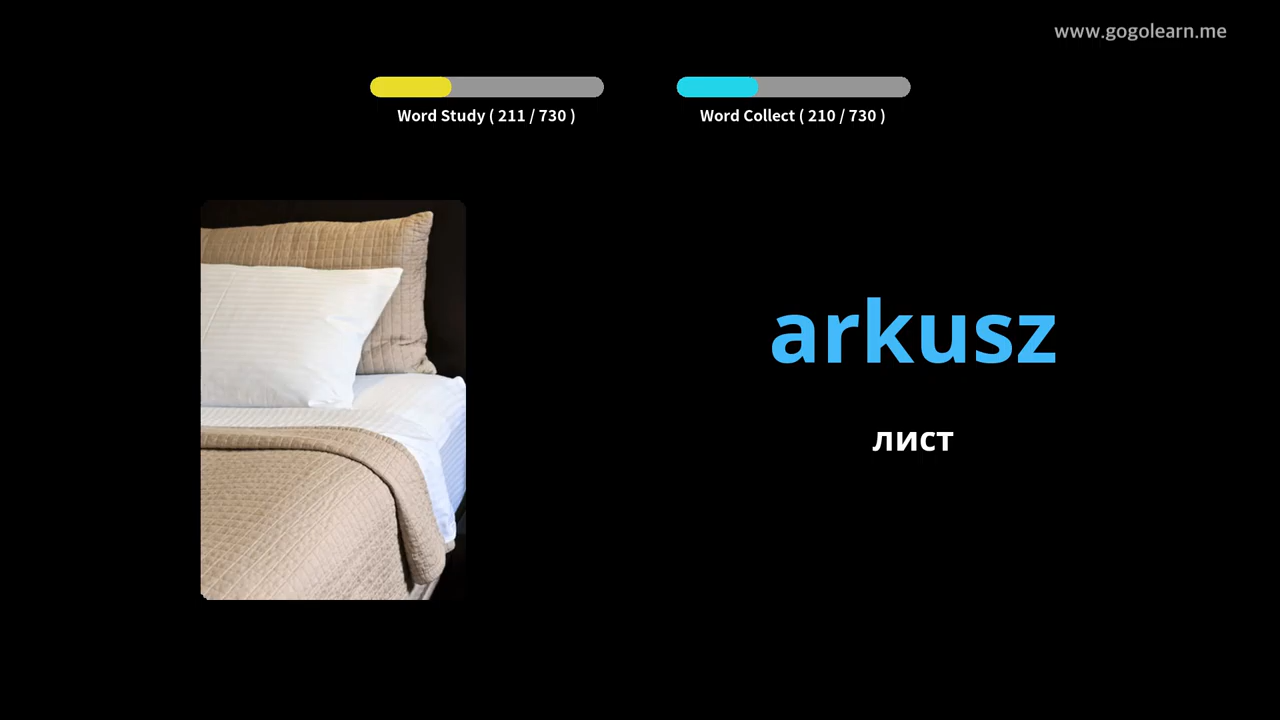 www.gogolearn.me
Word Study ( 211 / 730 )
Word Collect ( 210 / 730 )
arkusz
лист